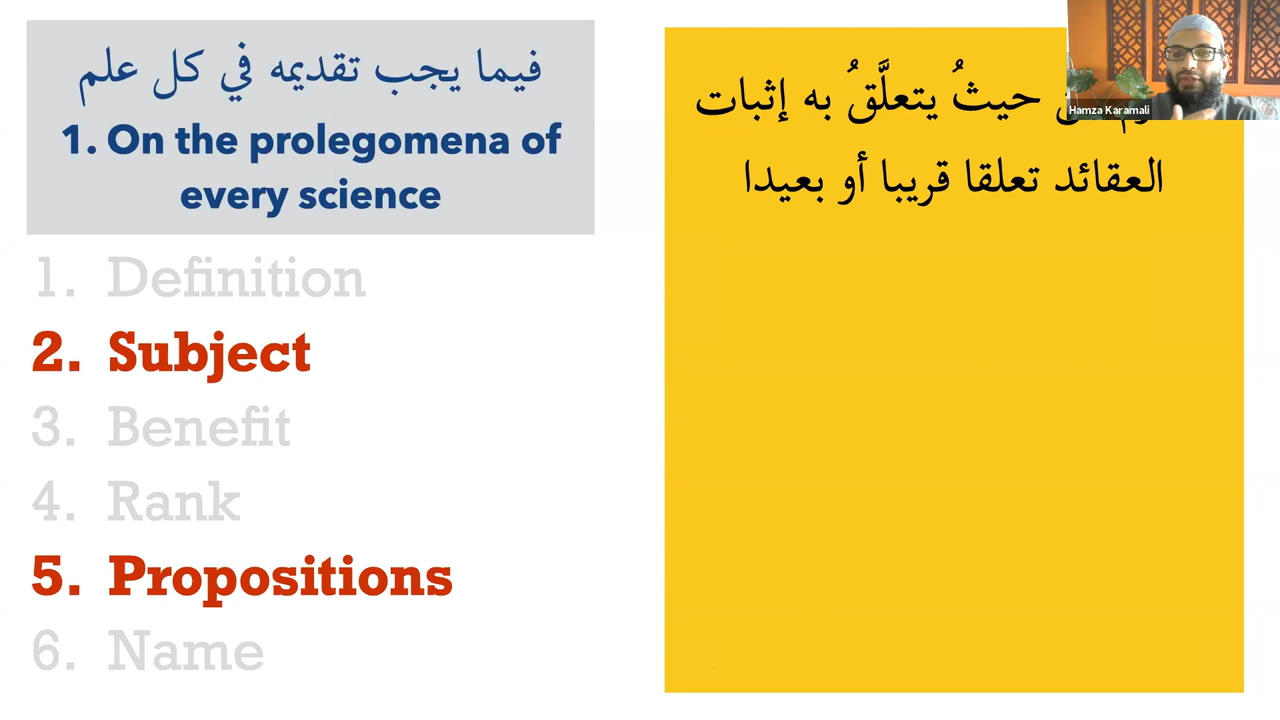 فيما يجب تقديمه في كل علم
1. On the prolegomena of
every science
1. Definition
2. Subject
3. Benefit
4. Rank
5. Propositions
6. Name
حيثُ يتعلَّقُ به إثبات
العقائد تعلقا قريبا أو بعيدا
Hamza Karamali